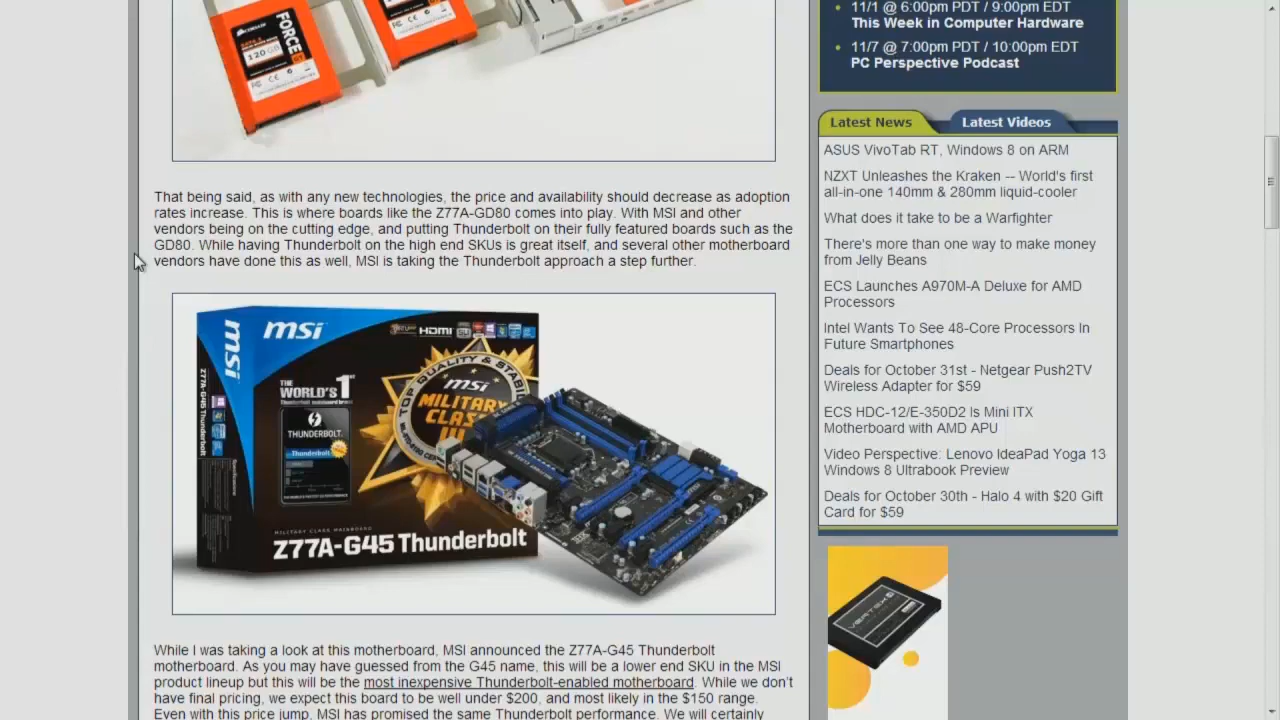 CORSAIR
FORCE
120 GB
11/1 @ 6:00pm PDT / 9:00pm EDT
This Week in Computer Hardware
11/7 @ 7:00pm PDT / 10:00pm EDT
PC Perspective Podcast
Latest News
Latest Videos
ASUS VivoTab RT, Windows 8 on ARM
NZXT Unleashes the Kraken -- World's first
all-in-one 140mm & 280mm liquid-cooler
What does it take to be a Warfighter
There's more than one way to make money
from Jelly Beans
ECS Launches A970M-A Deluxe for AMD
Processors
Intel Wants To See 48-Core Processors In
Future Smartphones
Deals for October 31st - Netgear Push2TV
Wireless Adapter for $59
ECS HDC-12/E-350D2 Is Mini ITX
Motherboard with AMD APU
Video Perspective: Lenovo IdeaPad Yoga 13
Windows 8 Ultrabook Preview
Deals for October 30th - Halo 4 with $20 Gift
Card for $59
That being said, as with any new technologies, the price and availability should decrease as adoption
rates increase. This is where boards like the Z77A-GD80 comes into play. With MSI and other
vendors being on the cutting edge, and putting Thunderbolt on their fully featured boards such as the
GD80. While having Thunderbolt on the high end SKUs is great itself, and several other motherboard
vendors have done this as well, MSI is taking the Thunderbolt approach a step further.
msi
msi
HDMI
Z77A-G45 Thunderbolt
THE
WORLD'S 1st
THUNDERBOLT
Thunderbolt
TOP QUALITY & STABI
msi
MILITARY
CLASS
MILITARY CLASS MAINBOARD
Z77A-G45 Thunderbolt
VERTEX
While I was taking a look at this motherboard, MSI announced the Z77A-G45 Thunderbolt
motherboard. As you may have guessed from the G45 name, this will be a lower end SKU in the MSI
product lineup but this will be the most inexpensive Thunderbolt-enabled motherboard. While we don't
have final pricing, we expect this board to be well under $200, and most likely in the $150 range.
Even with this price jump, MSI has promised the same Thunderbolt performance. We will certainly